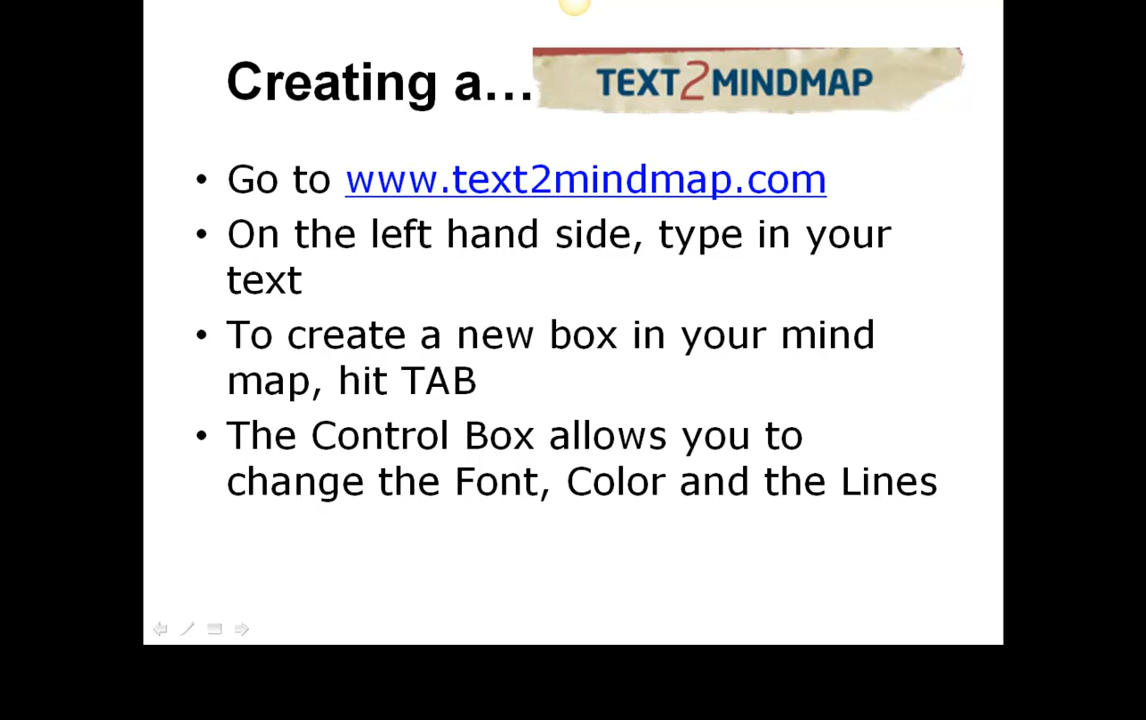 Creating a... TEXT2MINDMAP
• Go to www.text2mindmap.com
• On the left hand side, type in your
text
• To create a new box in your mind
map, hit TAB
• The Control Box allows you to
change the Font, Color and the Lines